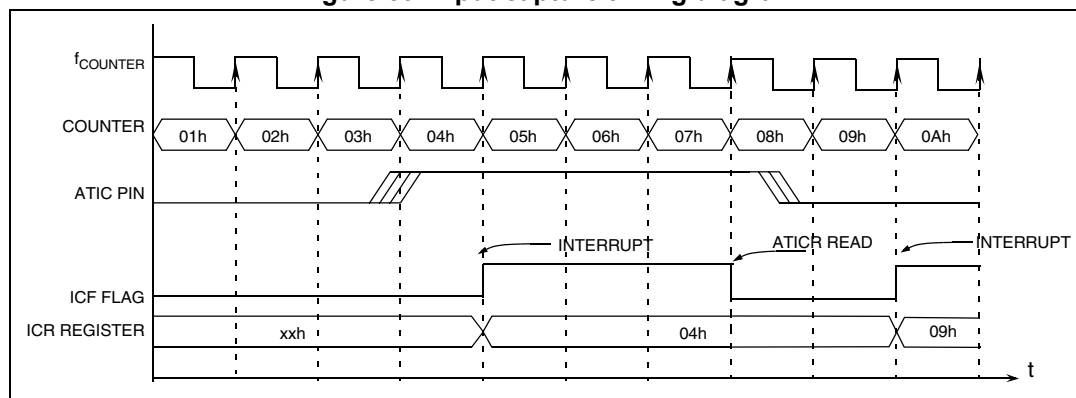 fCOUNTER
COUNTER 01h 02h 03h 04h 05h 06h 07h 08h 09h 0Ah
ATIC PIN
INTERRUPT ATICR READ INTERRUPT
ICF FLAG
ICR REGISTER xxh 04h 09h
t